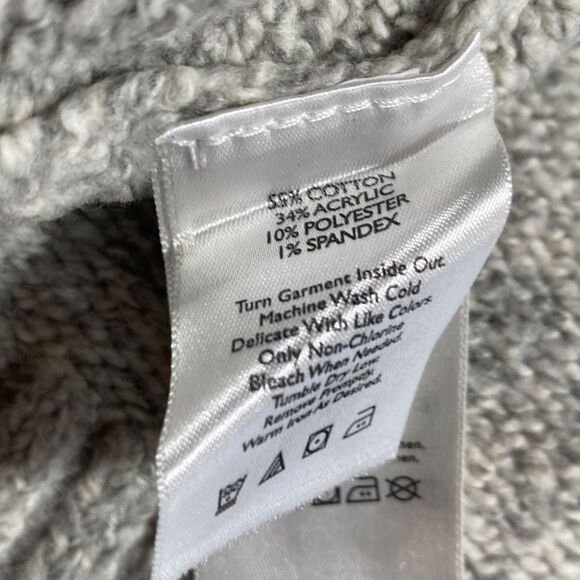 55% COTTON
34% ACRYLIC
10% POLYESTER
1% SPANDEX
Turn Garment Inside Out.
Machine Wash Cold
Delicate With Like Colors.
Only Non-Chlorine
Bleach When Needed.
Tumble Dry Low.
Remove Promptly.
Warm Iron As Desired.